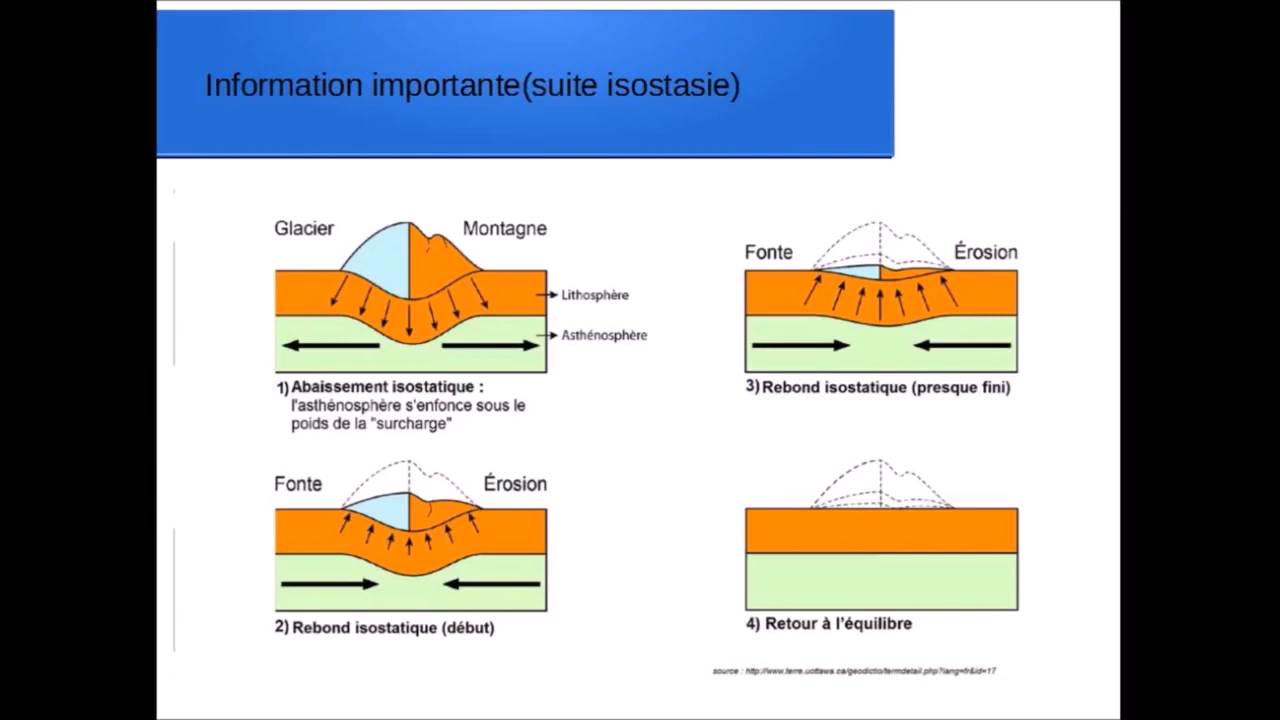 Information importante(suite isostasie)
Glacier
Montagne
Lithosphère
Asthénosphère
1) Abaissement isostatique :
l'asthénosphère s'enfonce sous le
poids de la "surcharge"
Fonte
Érosion
2) Rebond isostatique (début)
Fonte
Érosion
3) Rebond isostatique (presque fini)
4) Retour à l'équilibre
source : http://www.terre.uottawa.ca/geodictio/termdetail.php?lang=fr&id=17